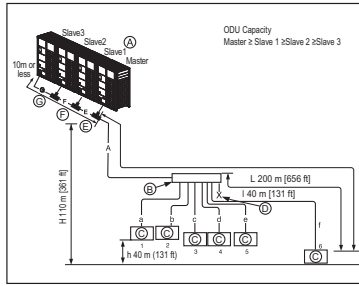 Slave3
Slave2
Slave1
Master
A
ODU Capacity
Master ≥ Slave 1 ≥Slave 2 ≥Slave 3
10m or
less
G
F
F
E
E
A
H 110 m [361 ft]
L 200 m [656 ft]
l 40 m [131 ft]
B
X
D
a
b
c
d
e
f
C
C
C
C
C
C
1
2
3
4
5
6
h 40 m (131 ft)